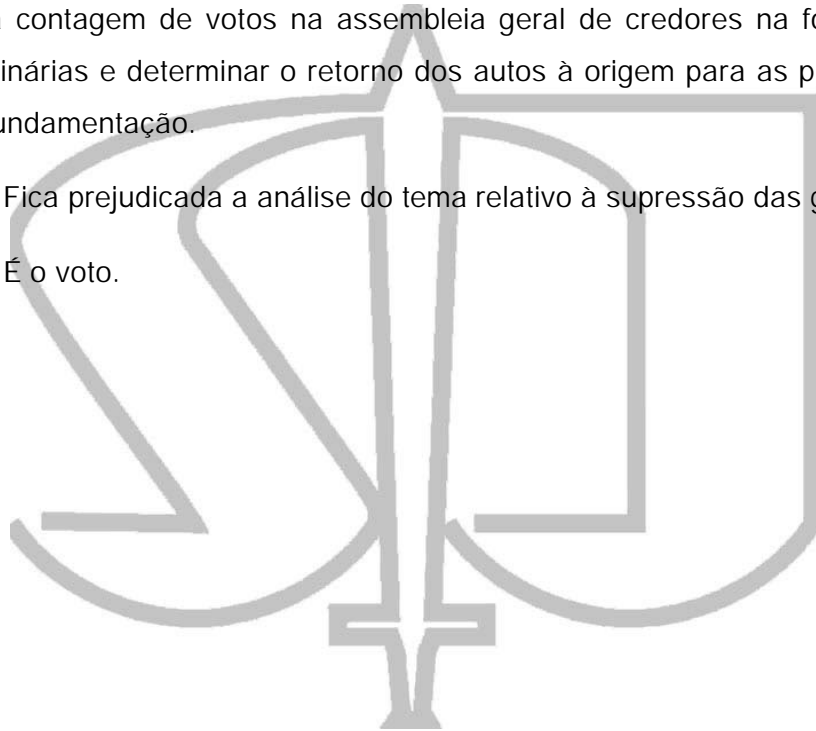 contagem de votos na assembleia geral de credores na
inárias e determinar o retorno dos autos à origem para as
undamentação.
Fica prejudicada a análise do tema relativo à supressão das
É o voto.